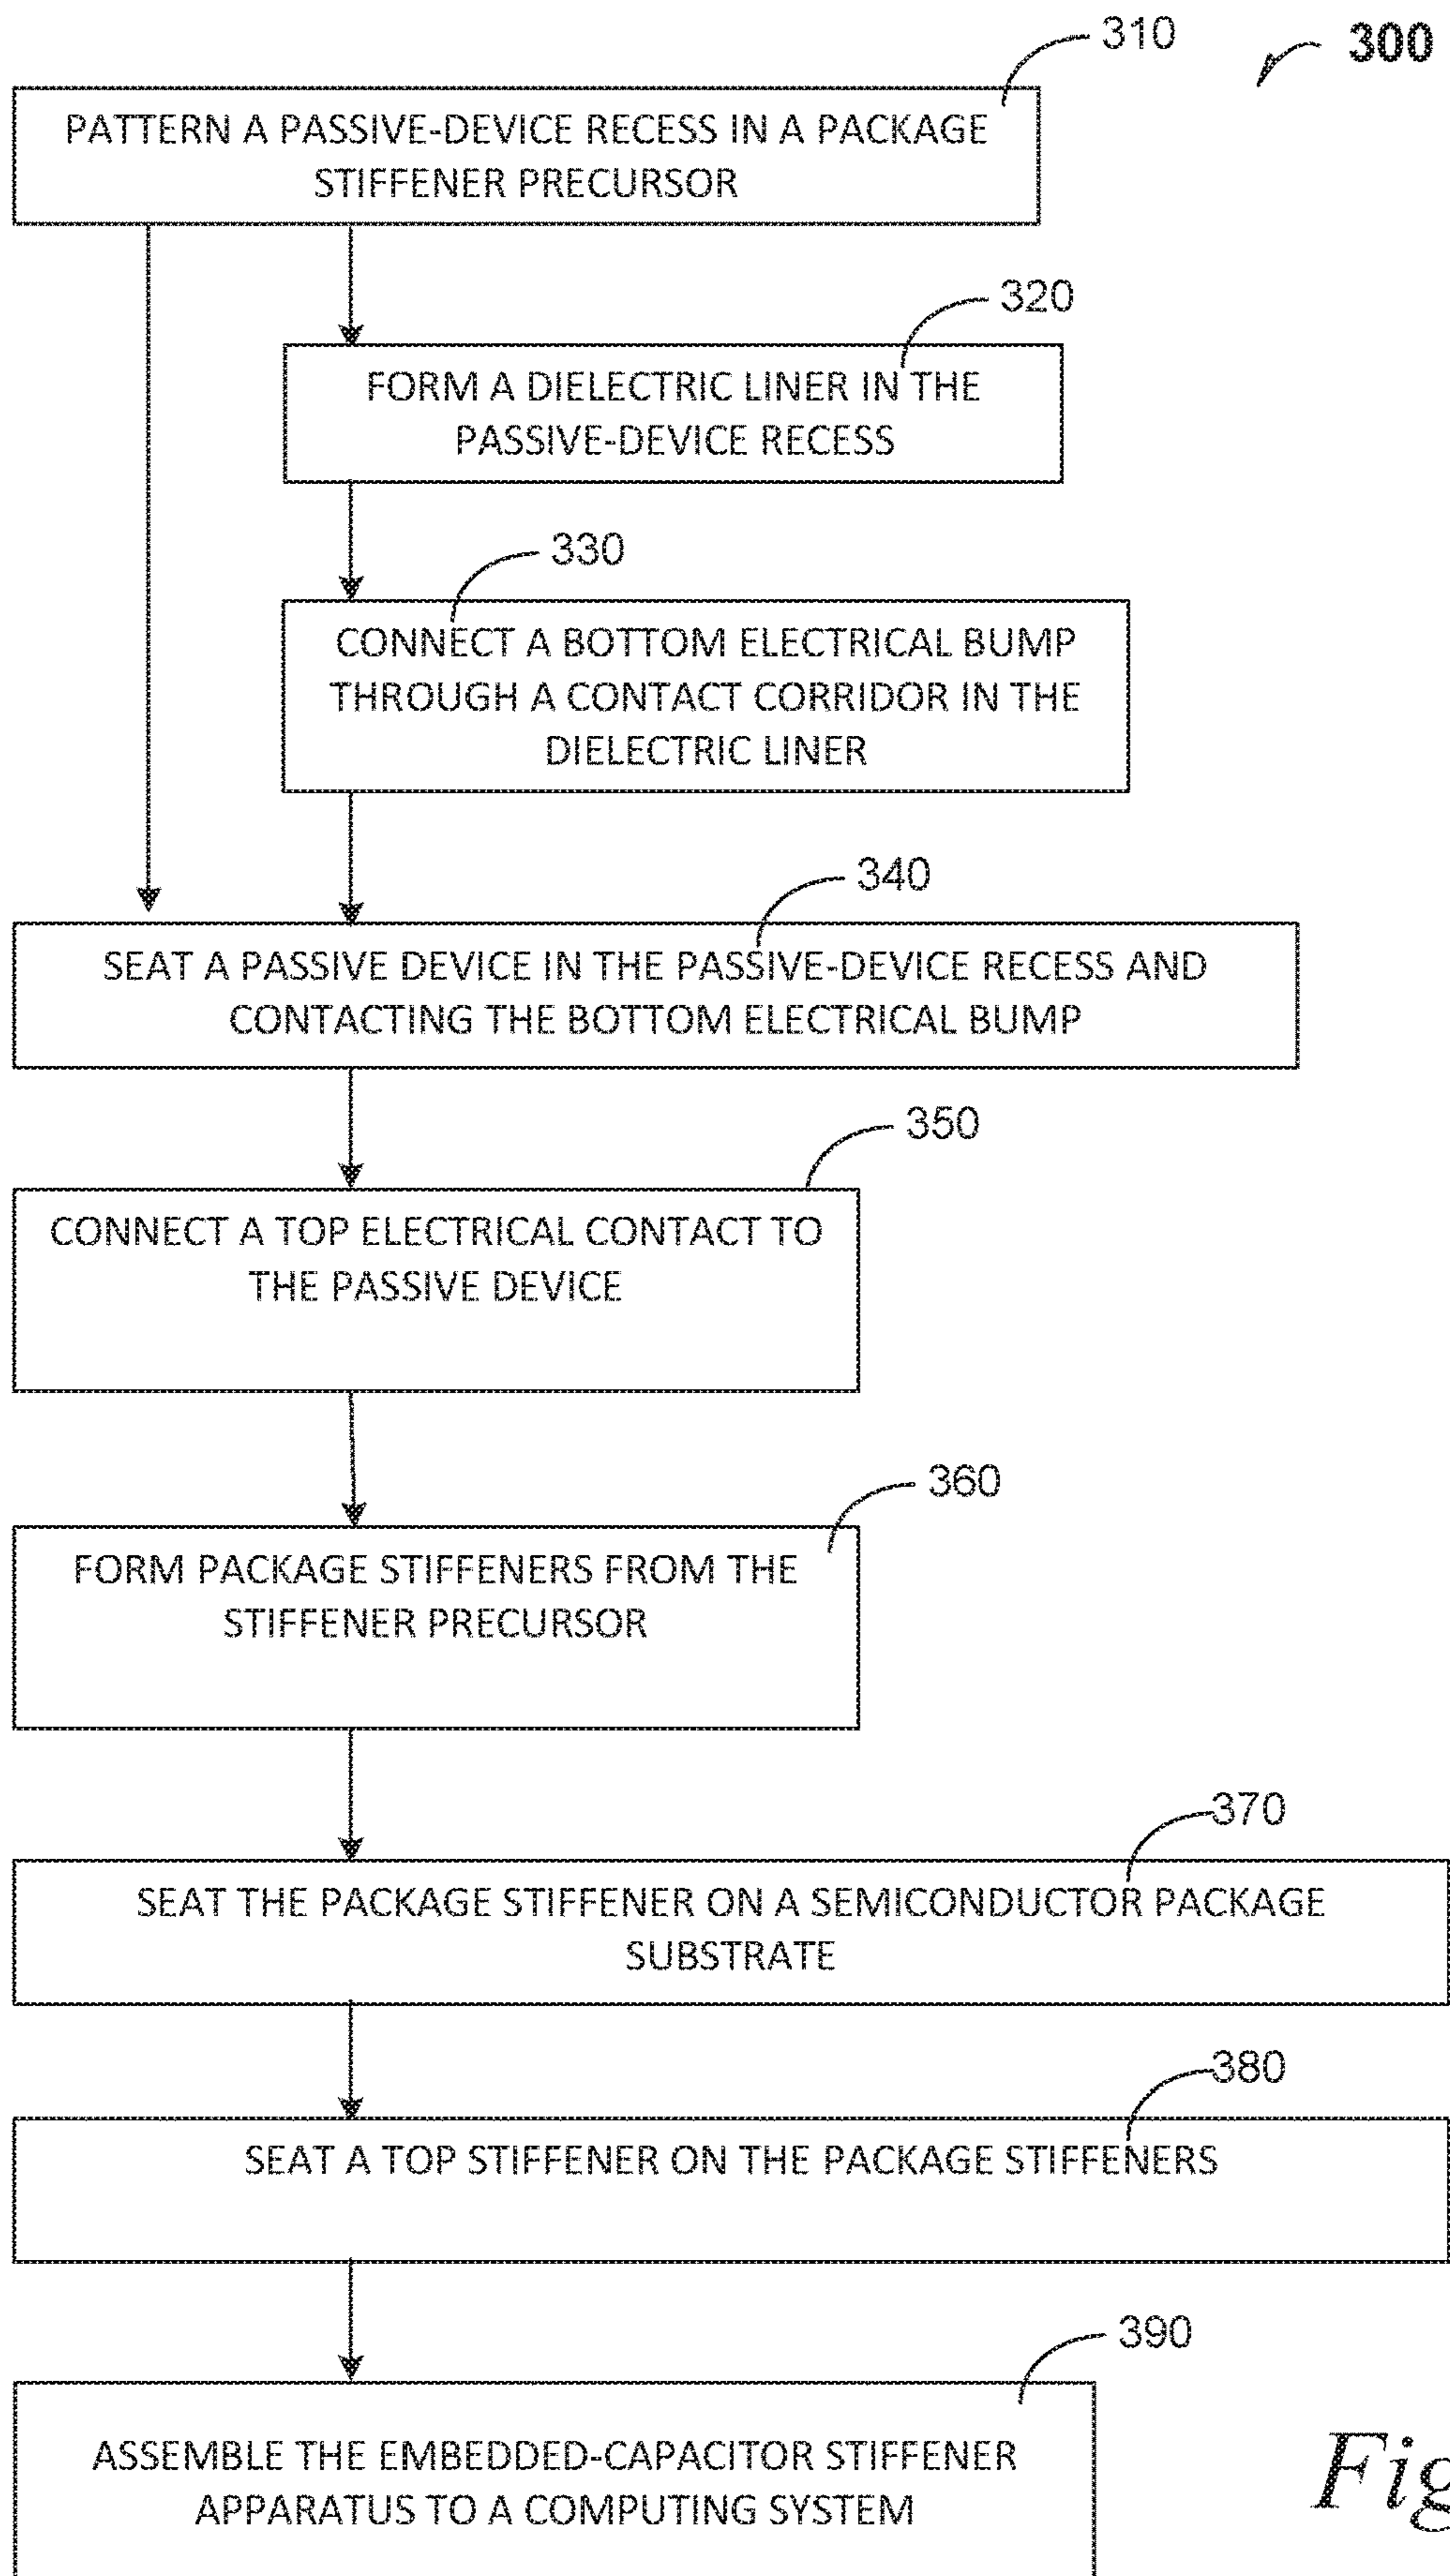 310
300
PATTERN A PASSIVE-DEVICE RECESS IN A PACKAGE
STIFFENER PRECURSOR
320
FORM A DIELECTRIC LINER IN THE
PASSIVE-DEVICE RECESS
330
CONNECT A BOTTOM ELECTRICAL BUMP
THROUGH A CONTACT CORRIDOR IN THE
DIELECTRIC LINER
340
SEAT A PASSIVE DEVICE IN THE PASSIVE-DEVICE RECESS AND
CONTACTING THE BOTTOM ELECTRICAL BUMP
350
CONNECT A TOP ELECTRICAL CONTACT TO
THE PASSIVE DEVICE
360
FORM PACKAGE STIFFENERS FROM THE
STIFFENER PRECURSOR
370
SEAT THE PACKAGE STIFFENER ON A SEMICONDUCTOR PACKAGE
SUBSTRATE
380
SEAT A TOP STIFFENER ON THE PACKAGE STIFFENERS
390
ASSEMBLE THE EMBEDDED-CAPACITOR STIFFENER
APPARATUS TO A COMPUTING SYSTEM
Fig